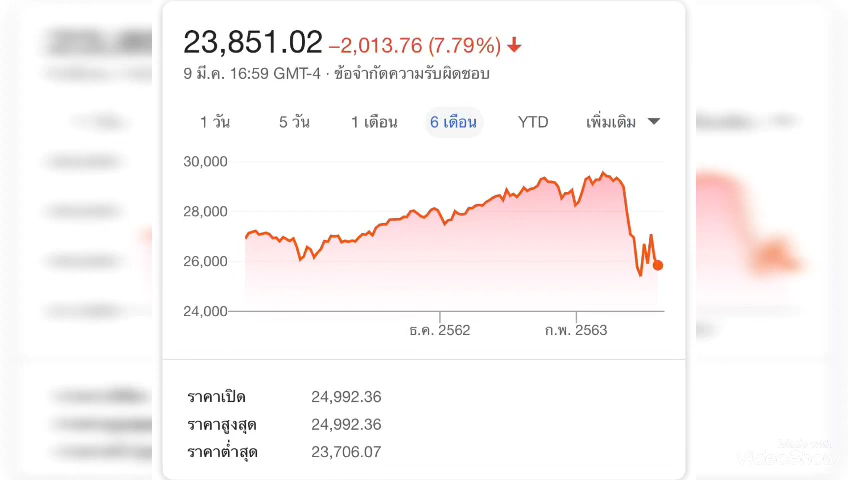 23,851.02 −2,013.76 (7.79%)
9 มี.ค. 16:59 GMT-4 · ข้อจำกัดความรับผิดชอบ
1 วัน 5 วัน 1 เดือน 6 เดือน YTD เพิ่มเติม
30,000
28,000
26,000
24,000
ธ.ค. 2562 ก.พ. 2563
ราคาเปิด 24,992.36
ราคาสูงสุด 24,992.36
ราคาต่ำสุด 23,706.07